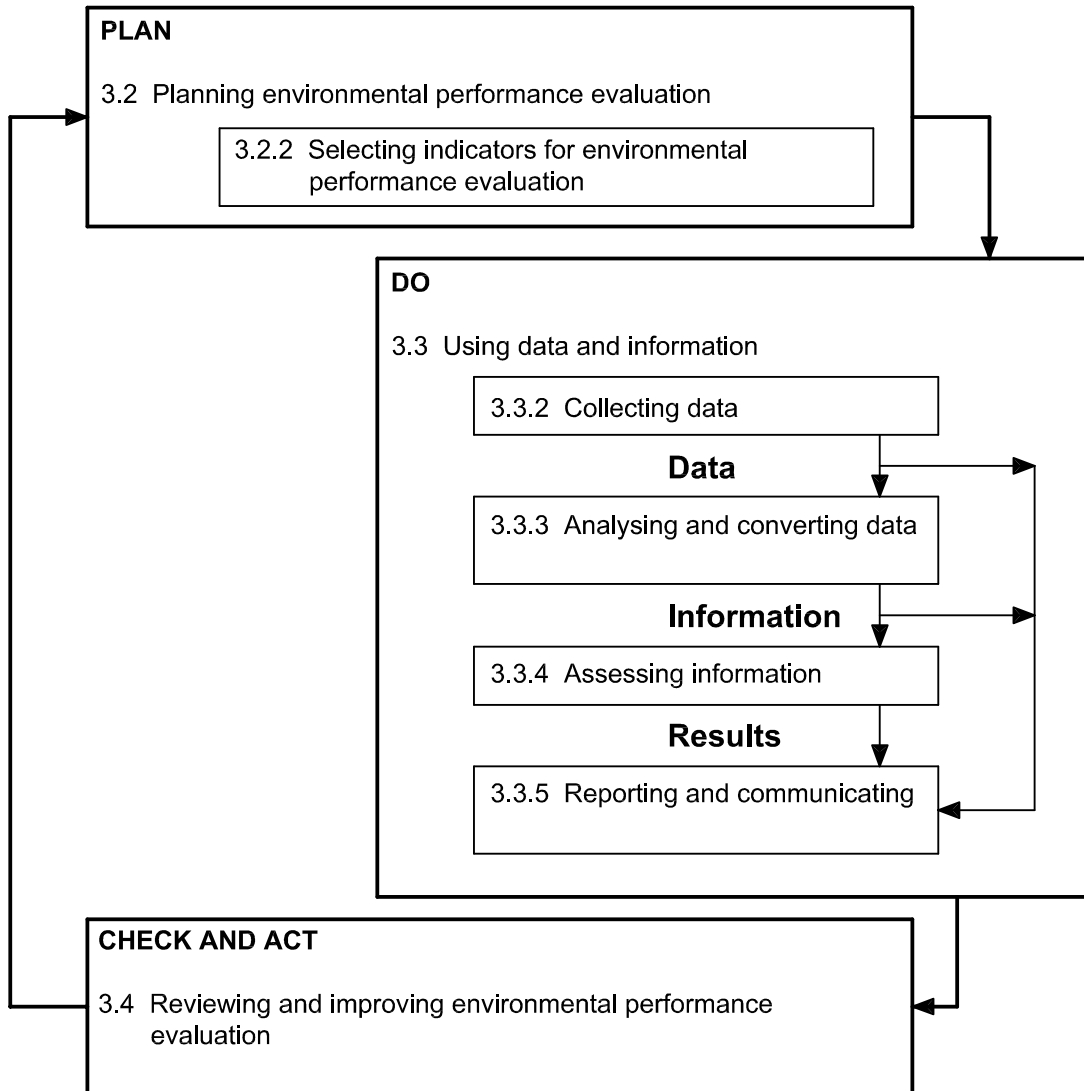 PLAN
3.2 Planning environmental performance evaluation
3.2.2 Selecting indicators for environmental
performance evaluation
DO
3.3 Using data and information
3.3.2 Collecting data
Data
3.3.3 Analysing and converting data
Information
3.3.4 Assessing information
Results
3.3.5 Reporting and communicating
CHECK AND ACT
3.4 Reviewing and improving environmental performance
evaluation